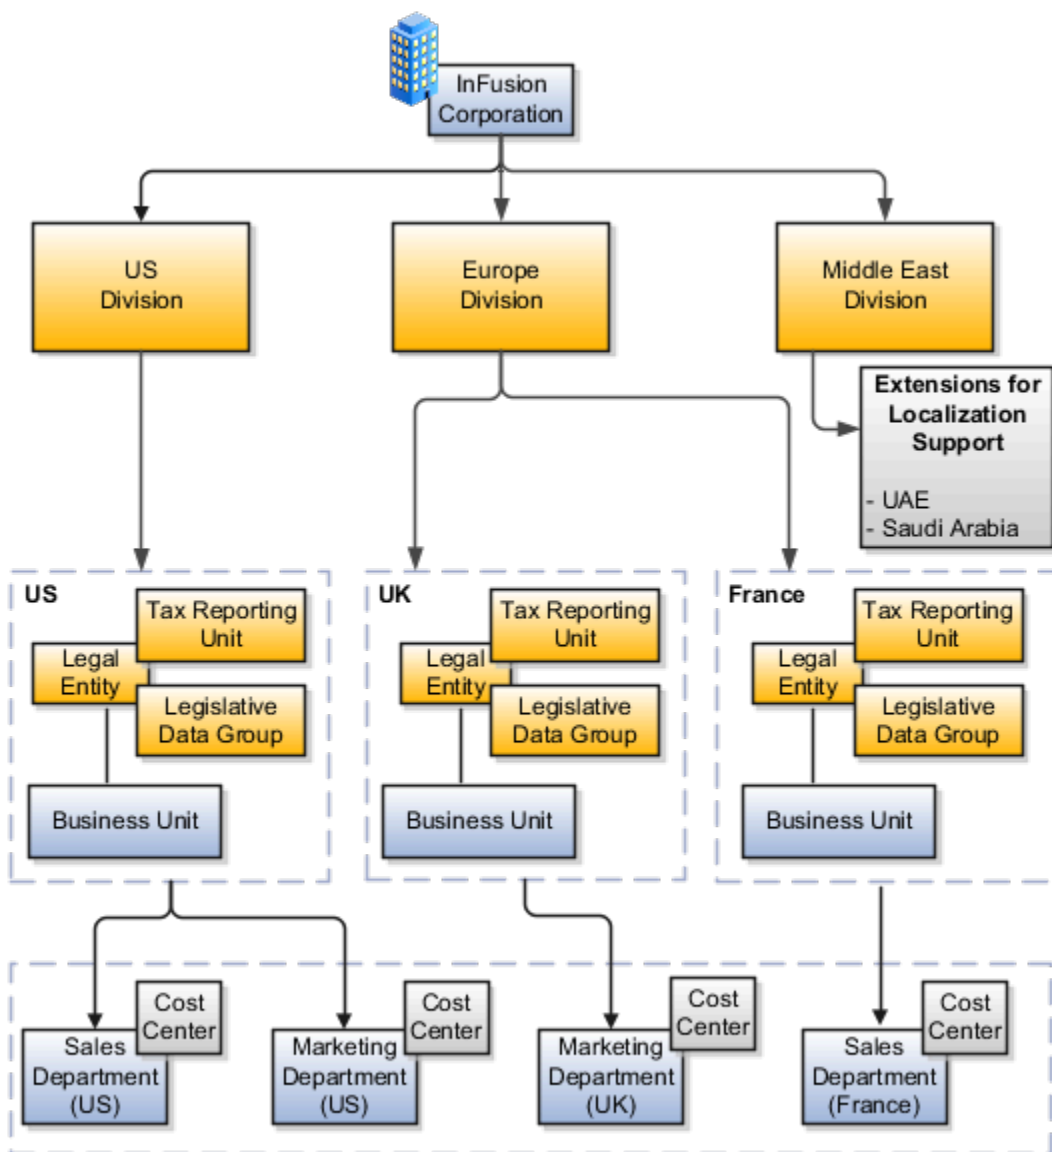 InFusion
Corporation
US
Division
Europe
Division
Middle East
Division
Extensions for
Localization
Support
- UAE
- Saudi Arabia
US
Tax Reporting
Unit
Legal
Entity
Legislative
Data Group
Business Unit
UK
Tax Reporting
Unit
Legal
Entity
Legislative
Data Group
Business Unit
France
Tax Reporting
Unit
Legal
Entity
Legislative
Data Group
Business Unit
Cost
Center
Sales
Department
(US)
Cost
Center
Marketing
Department
(US)
Cost
Center
Marketing
Department
(UK)
Cost
Center
Sales
Department
(France)